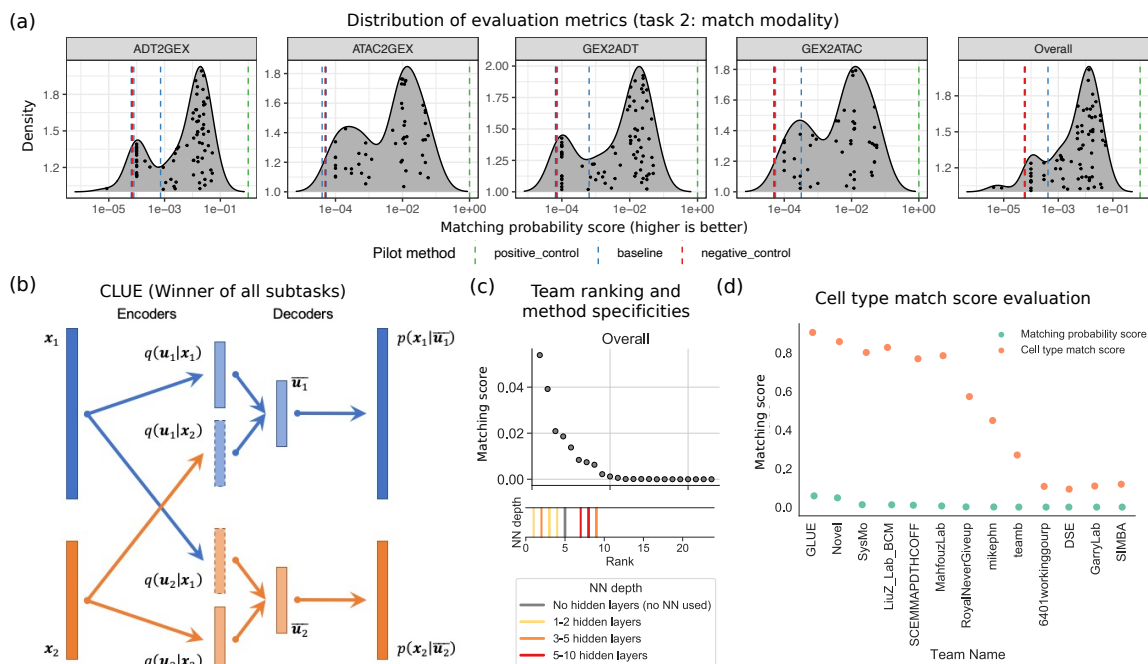 (a)
Distribution of evaluation metrics (task 2: match modality)
ADT2GEX
ATAC2GEX
GEX2ADT
GEX2ATAC
Overall
Density
1.8
1.5
1.2
1.8
1.6
1.4
1.2
1.0
2.00
1.75
1.50
1.25
1.00
1.8
1.6
1.4
1.2
1.0
1.8
1.5
1.2
1e−05 1e−03 1e−01
1e−04 1e−02 1e+00
1e−04 1e−02 1e+00
1e−04 1e−02 1e+00
1e−05 1e−03 1e−01
Matching probability score (higher is better)
Pilot method positive_control baseline negative_control
(b)
CLUE (Winner of all subtasks)
Encoders Decoders
x₁
q(u₁|x₁)
q(u₁|x₂)
u₁
p(x₁|u₁)
q(u₂|x₁)
u₂
x₂
p(x₂|u₂)
(c)
Team ranking and
method specificities
Overall
Matching score
0.04
0.02
0.00
NN depth
0 5 10 15 20
Rank
NN depth
No hidden layers (no NN used)
1-2 hidden layers
3-5 hidden layers
5-10 hidden layers
(d)
Cell type match score evaluation
Matching probability score
Cell type match score
Matching
score
0.8
0.6
0.4
0.2
0.0
GLUE
Novel
SysMo
LiuZ_Lab_BCM
SCEMMAPDTHCOFF
MahfouzLab
RoyalNeverGiveup
mikephn
teamb
6401workinggourp
DSE
GarryLab
SIMBA
Team Name